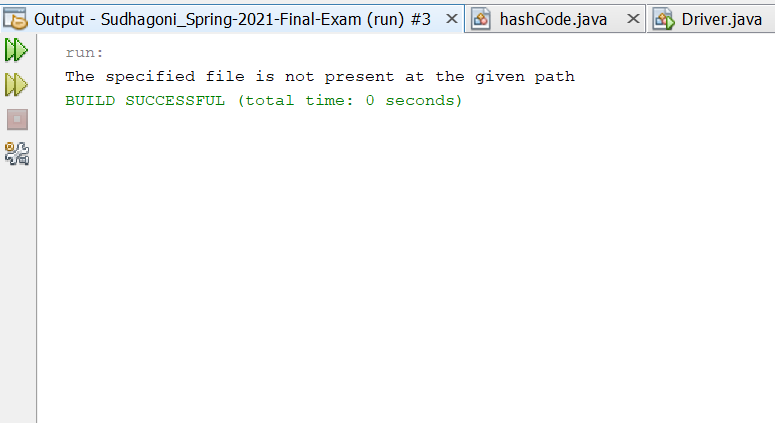 Output - Sudhagoni_Spring-2021-Final-Exam (run) #3 hashCode.java Driver.java
run:
The specified file is not present at the given path
BUILD SUCCESSFUL (total time: 0 seconds)